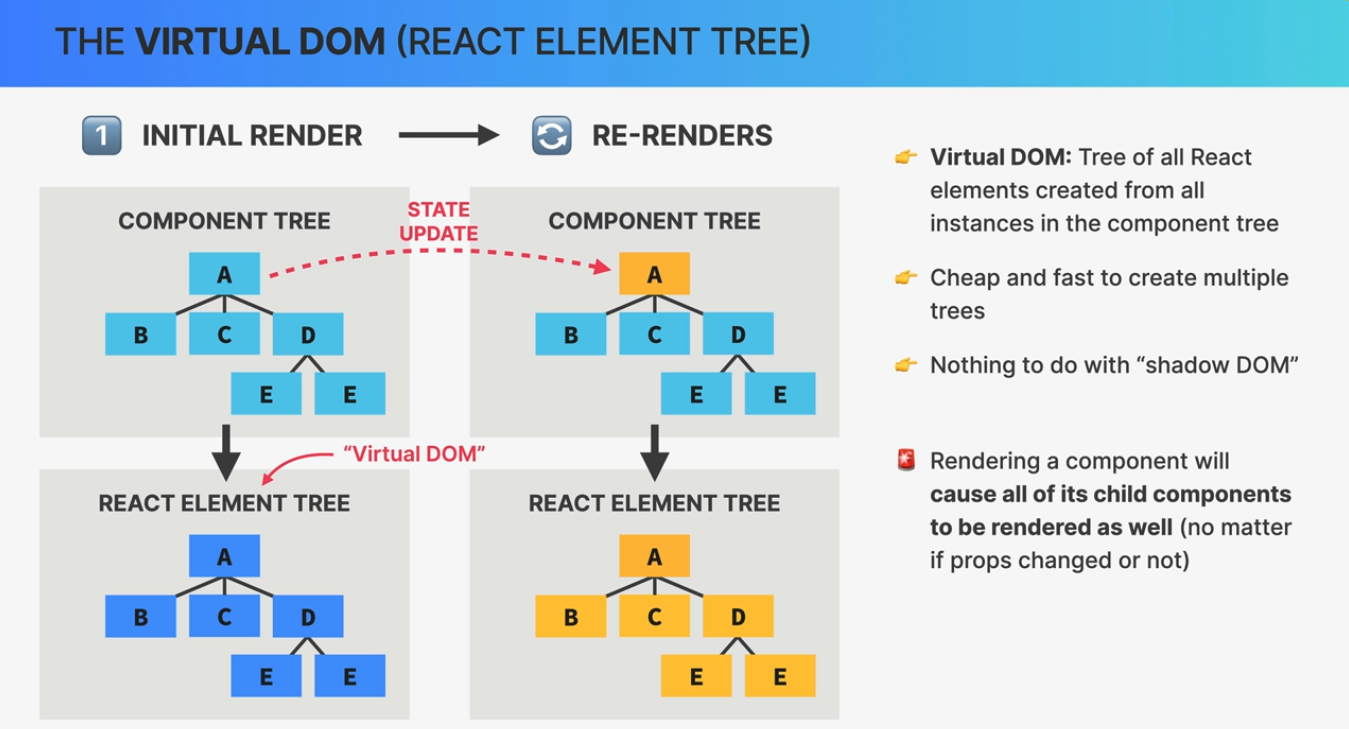 THE VIRTUAL DOM (REACT ELEMENT TREE)
1 INITIAL RENDER
RE-RENDERS
COMPONENT TREE
A
B C D
E E
STATE
UPDATE
COMPONENT TREE
A
B C D
E E
"Virtual DOM"
REACT ELEMENT TREE
A
B C D
E E
REACT ELEMENT TREE
A
B C D
E E
Virtual DOM: Tree of all React
elements created from all
instances in the component tree
Cheap and fast to create multiple
trees
Nothing to do with “shadow DOM”
Rendering a component will
cause all of its child components
to be rendered as well (no matter
if props changed or not)